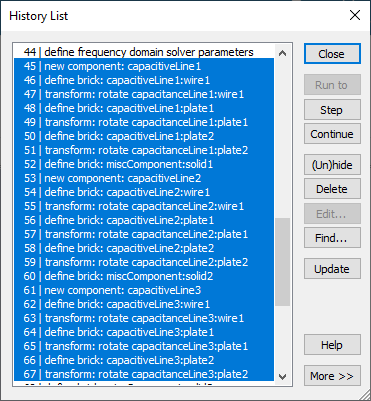 History List
44 | define frequency domain solver parameters
45 | new component: capacitiveLine1
46 | define brick: capacitiveLine1:wire1
47 | transform: rotate capacitanceLine1:wire1
48 | define brick: capacitiveLine1:plate1
49 | transform: rotate capacitanceLine1:plate1
50 | define brick: capacitiveLine1:plate2
51 | transform: rotate capacitanceLine1:plate2
52 | define brick: miscComponent:solid1
53 | new component: capacitiveLine2
54 | define brick: capacitiveLine2:wire1
55 | transform: rotate capacitanceLine2:wire1
56 | define brick: capacitiveLine2:plate1
57 | transform: rotate capacitanceLine2:plate1
58 | define brick: capacitiveLine2:plate2
59 | transform: rotate capacitanceLine2:plate2
60 | define brick: miscComponent:solid2
61 | new component: capacitiveLine3
62 | define brick: capacitiveLine3:wire1
63 | transform: rotate capacitanceLine3:wire1
64 | define brick: capacitiveLine3:plate1
65 | transform: rotate capacitanceLine3:plate1
66 | define brick: capacitiveLine3:plate2
67 | transform: rotate capacitanceLine3:plate2
Close
Run to
Step
Continue
(Un)hide
Delete
Edit...
Find...
Update
Help
More >>